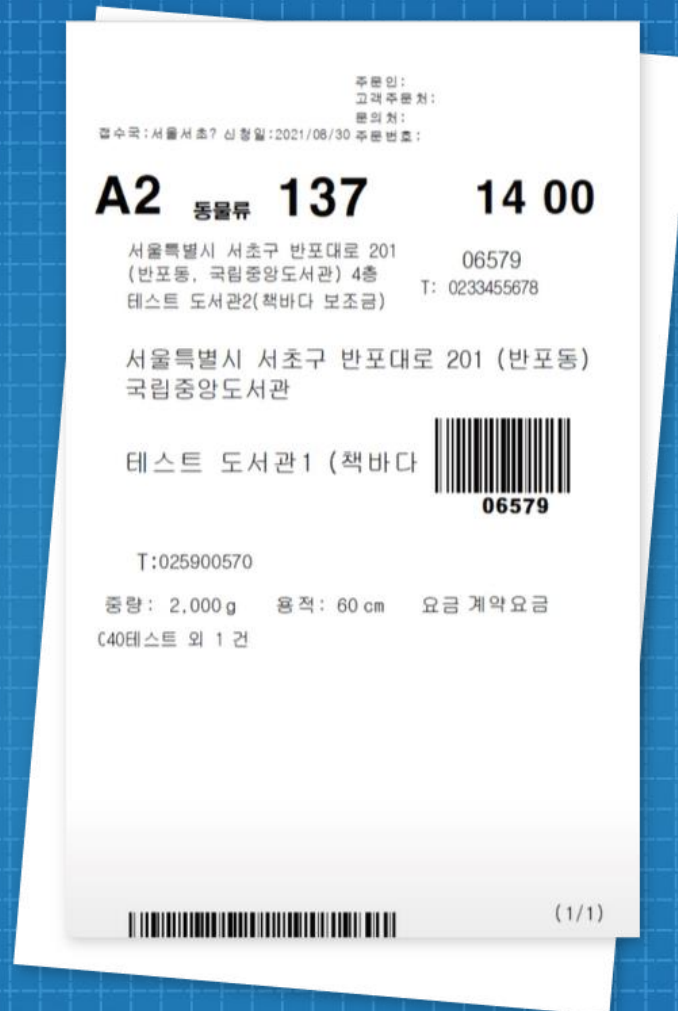 주문인:
고객주문처:
문의처:
접수국:서울서초? 신청일:2021/08/30 주문번호:
A2 동물류 137 14 00
서울특별시 서초구 반포대로 201 06579
(반포동, 국립중앙도서관) 4층 T: 0233455678
테스트 도서관2(책바다 보조금)
서울특별시 서초구 반포대로 201 (반포동)
국립중앙도서관
테스트 도서관1 (책바다
06579
T:025900570
중량: 2,000g 용적: 60cm 요금 계약요금
C40테스트 외 1 건
(1/1)